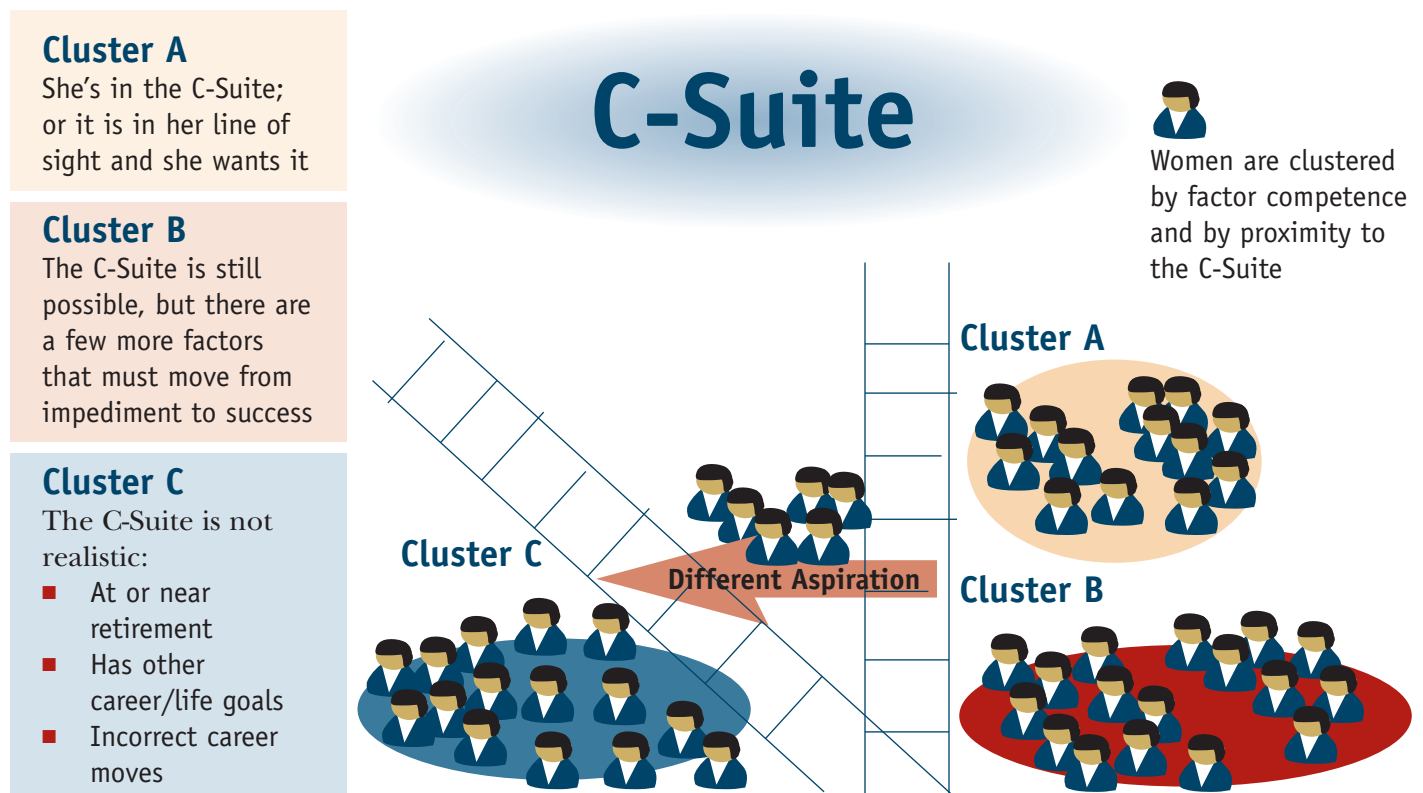 Cluster A
She’s in the C-Suite;
or it is in her line of
sight and she wants it
Cluster B
The C-Suite is still
possible, but there are
a few more factors
that must move from
impediment to success
Cluster C
The C-Suite is not
realistic:
■ At or near
retirement
■ Has other
career/life goals
■ Incorrect career
moves
C-Suite
Women are clustered
by factor competence
and by proximity to
the C-Suite
Cluster A
Cluster C
Different Aspiration
Cluster B